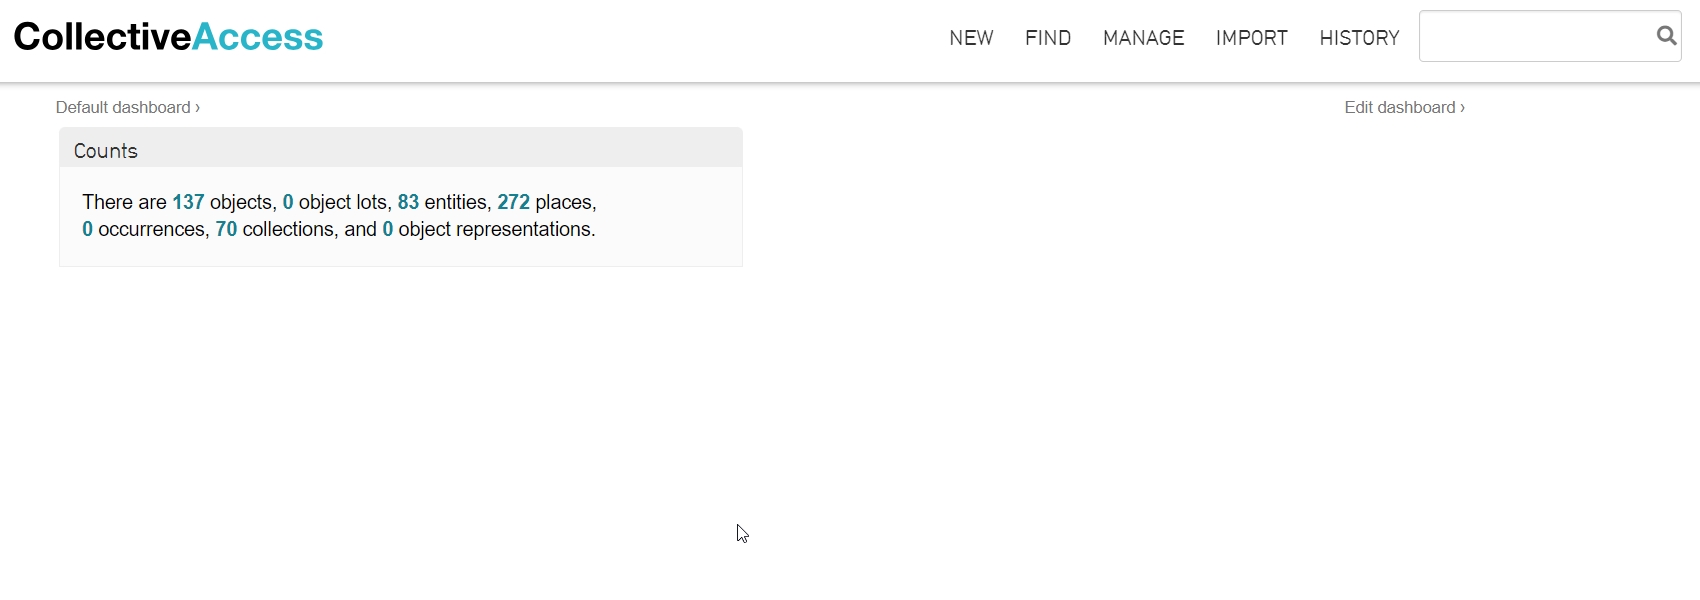 CollectiveAccess
NEW FIND MANAGE IMPORT HISTORY
Default dashboard ›
Edit dashboard ›
Counts
There are 137 objects, 0 object lots, 83 entities, 272 places,
0 occurrences, 70 collections, and 0 object representations.